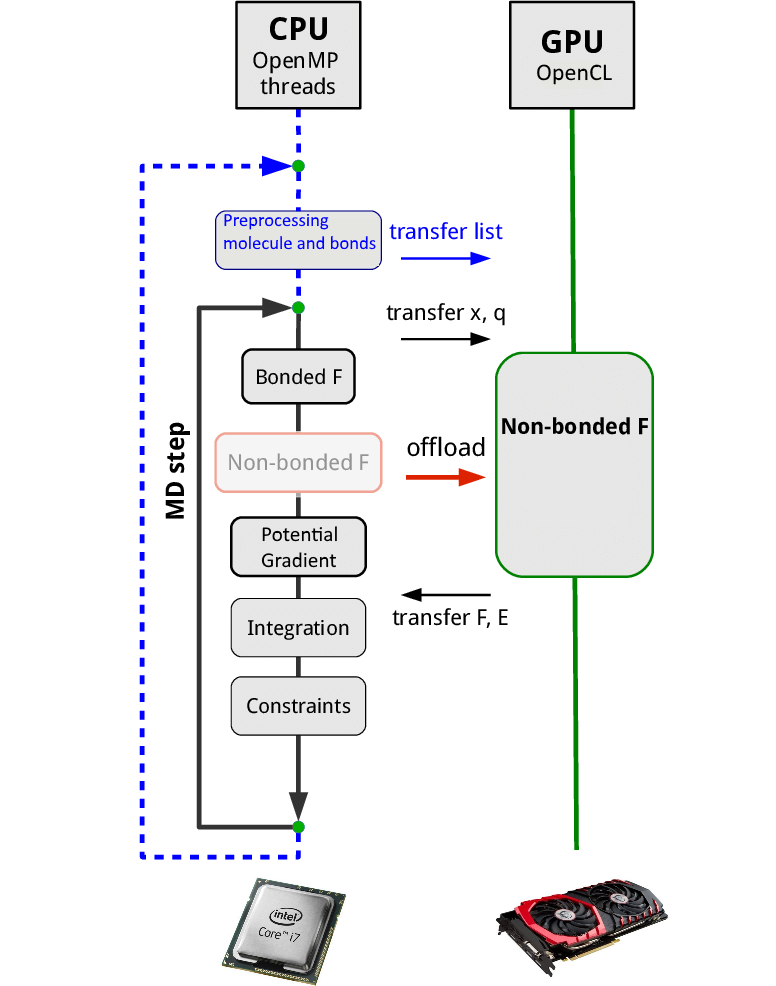 CPU
OpenMP
threads
GPU
OpenCL
Preprocessing
molecule and bonds
transfer list
transfer x, q
Bonded F
Non-bonded F
offload
Non-bonded F
MD step
Potential
Gradient
Integration
transfer F, E
Constraints
intel
Core™ i7